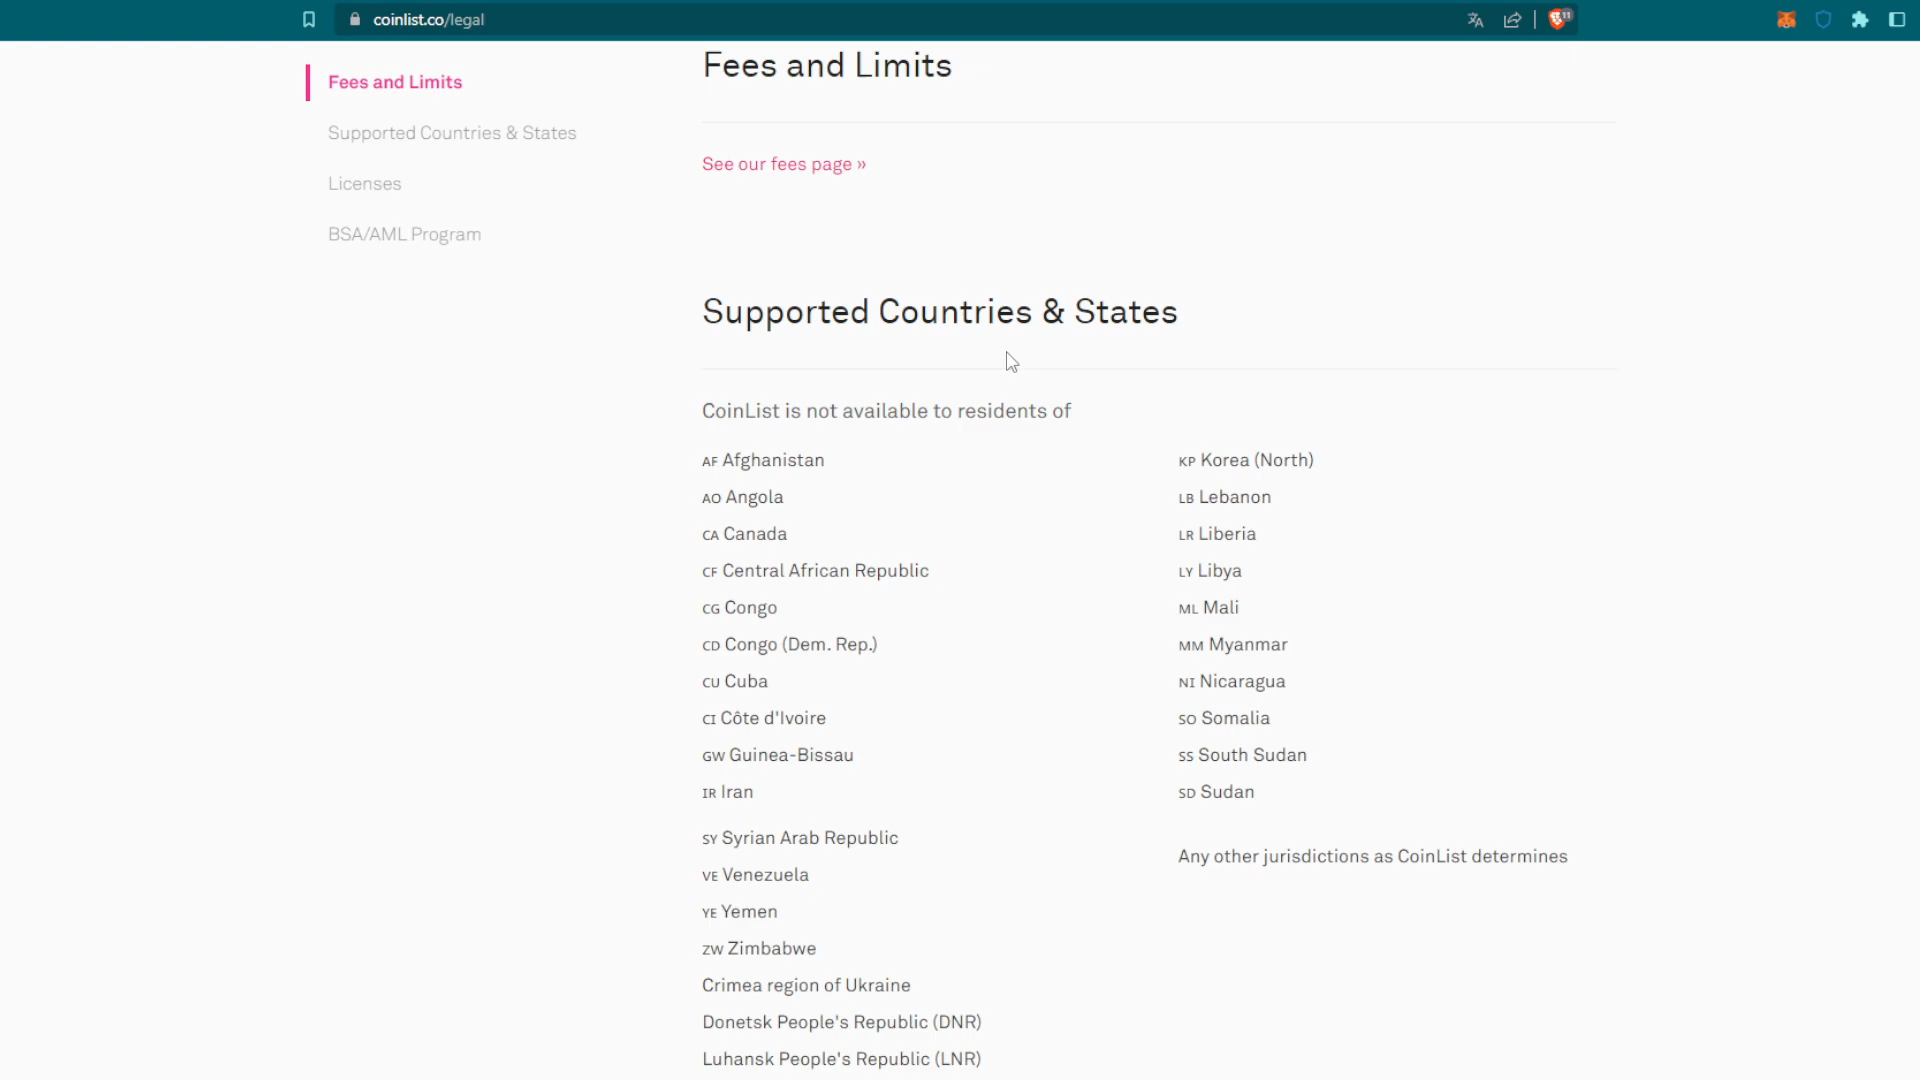 coinlist.co/legal
11
Fees and Limits
Supported Countries & States
Licenses
BSA/AML Program
Fees and Limits
See our fees page »
Supported Countries & States
CoinList is not available to residents of
AF Afghanistan
AO Angola
CA Canada
CF Central African Republic
CG Congo
CD Congo (Dem. Rep.)
CU Cuba
CI Côte d'Ivoire
GW Guinea-Bissau
IR Iran
SY Syrian Arab Republic
VE Venezuela
YE Yemen
ZW Zimbabwe
Crimea region of Ukraine
Donetsk People's Republic (DNR)
Luhansk People's Republic (LNR)
KP Korea (North)
LB Lebanon
LR Liberia
LY Libya
ML Mali
MM Myanmar
NI Nicaragua
SO Somalia
SS South Sudan
SD Sudan
Any other jurisdictions as CoinList determines